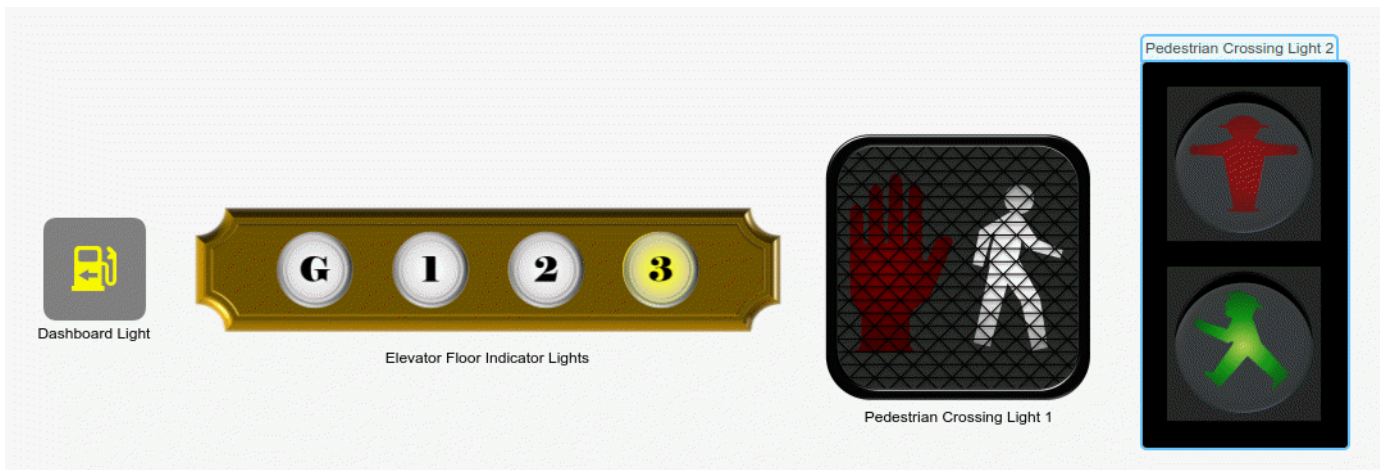 Pedestrian Crossing Light 2
G 1 2 3
Dashboard Light
Elevator Floor Indicator Lights
Pedestrian Crossing Light 1